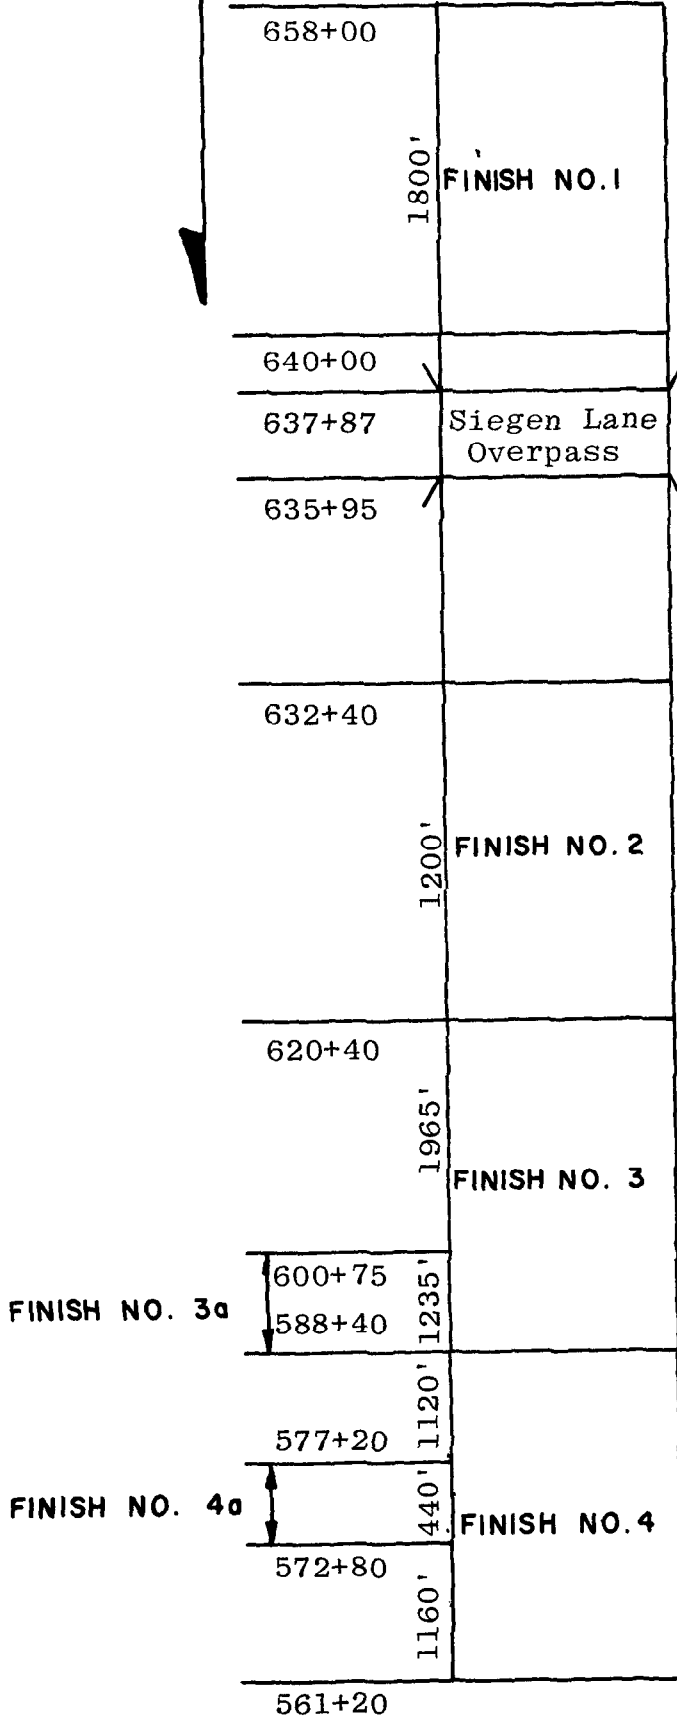 658+00
1800'
FINISH NO. 1
640+00
637+87
Siegen Lane
Overpass
635+95
632+40
1200'
FINISH NO. 2
620+40
1965'
FINISH NO. 3
600+75
1235'
FINISH NO. 3a
588+40
1120'
577+20
FINISH NO. 4a
440'
FINISH NO. 4
572+80
1160'
561+20